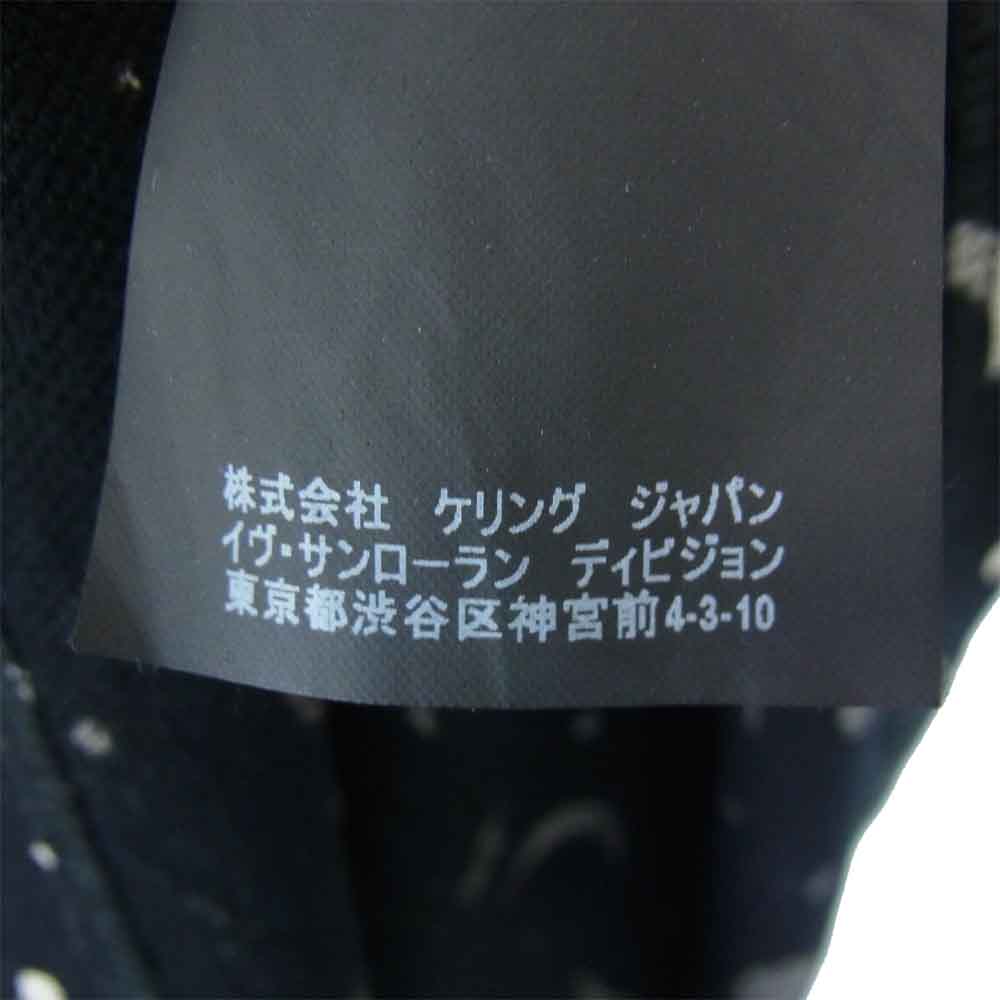 株式会社　ケリング　ジャパン
イヴ・サンローラン　ディビジョン
東京都渋谷区神宮前4-3-10